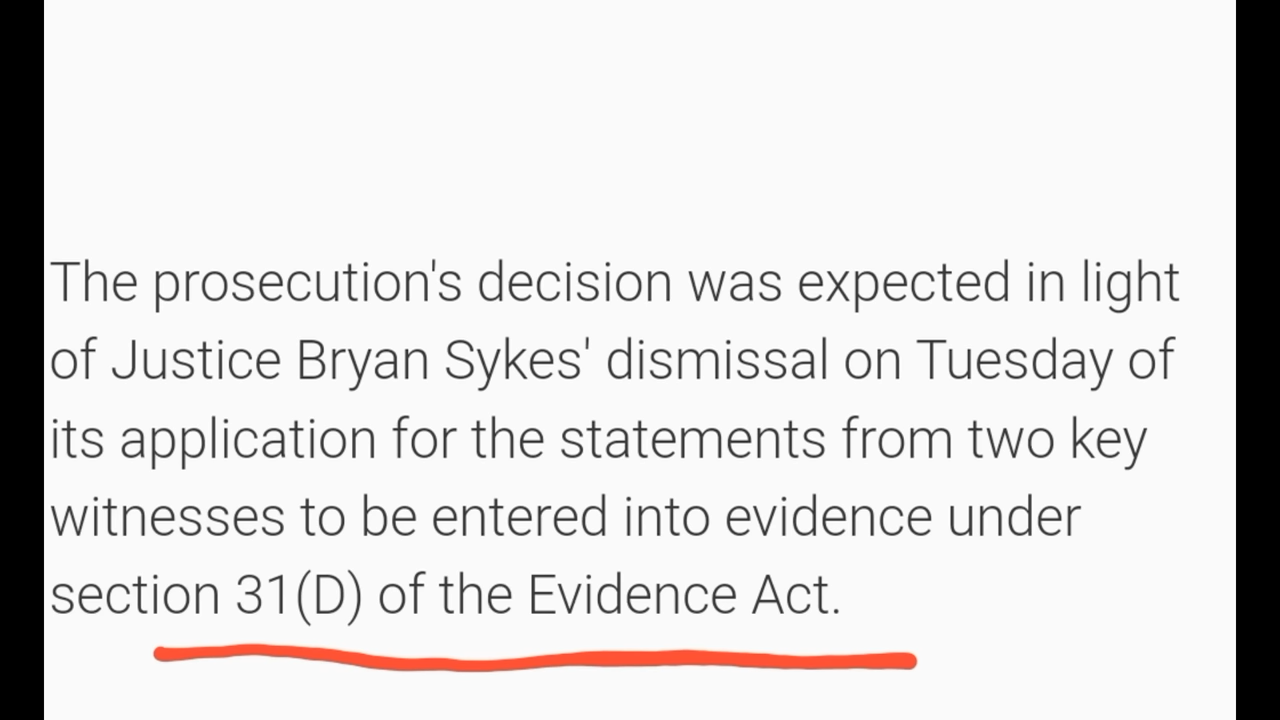 The prosecution's decision was expected in light
of Justice Bryan Sykes' dismissal on Tuesday of
its application for the statements from two key
witnesses to be entered into evidence under
section 31(D) of the Evidence Act.